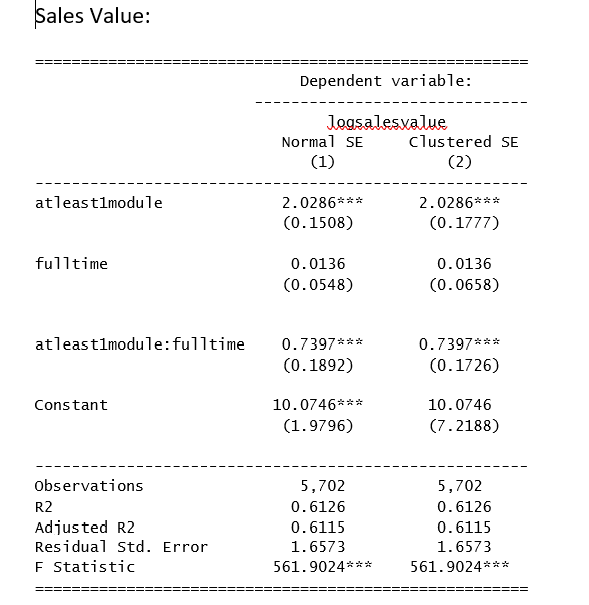 Sales Value:
=======================================================
Dependent variable:
------------------------------
logsalesvalue
Normal SE Clustered SE
(1) (2)
-------------------------------------------------------
atleast1module 2.0286*** 2.0286***
(0.1508) (0.1777)
fulltime 0.0136 0.0136
(0.0548) (0.0658)
atleast1module:fulltime 0.7397*** 0.7397***
(0.1892) (0.1726)
Constant 10.0746*** 10.0746
(1.9796) (7.2188)
-------------------------------------------------------
Observations 5,702 5,702
R2 0.6126 0.6126
Adjusted R2 0.6115 0.6115
Residual Std. Error 1.6573 1.6573
F Statistic 561.9024*** 561.9024***
=======================================================